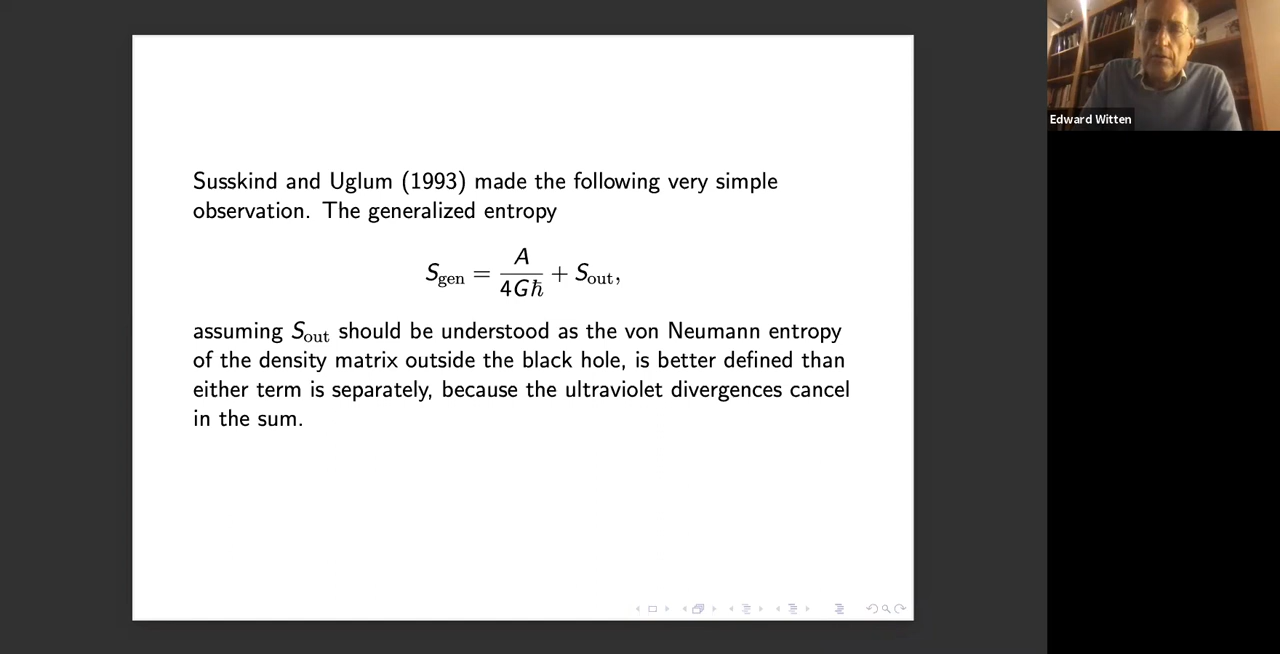 Susskind and Uglum (1993) made the following very simple
observation. The generalized entropy
S_gen = A/4Għ + S_out,
assuming S_out should be understood as the von Neumann entropy
of the density matrix outside the black hole, is better defined than
either term is separately, because the ultraviolet divergences cancel
in the sum.
Edward Witten